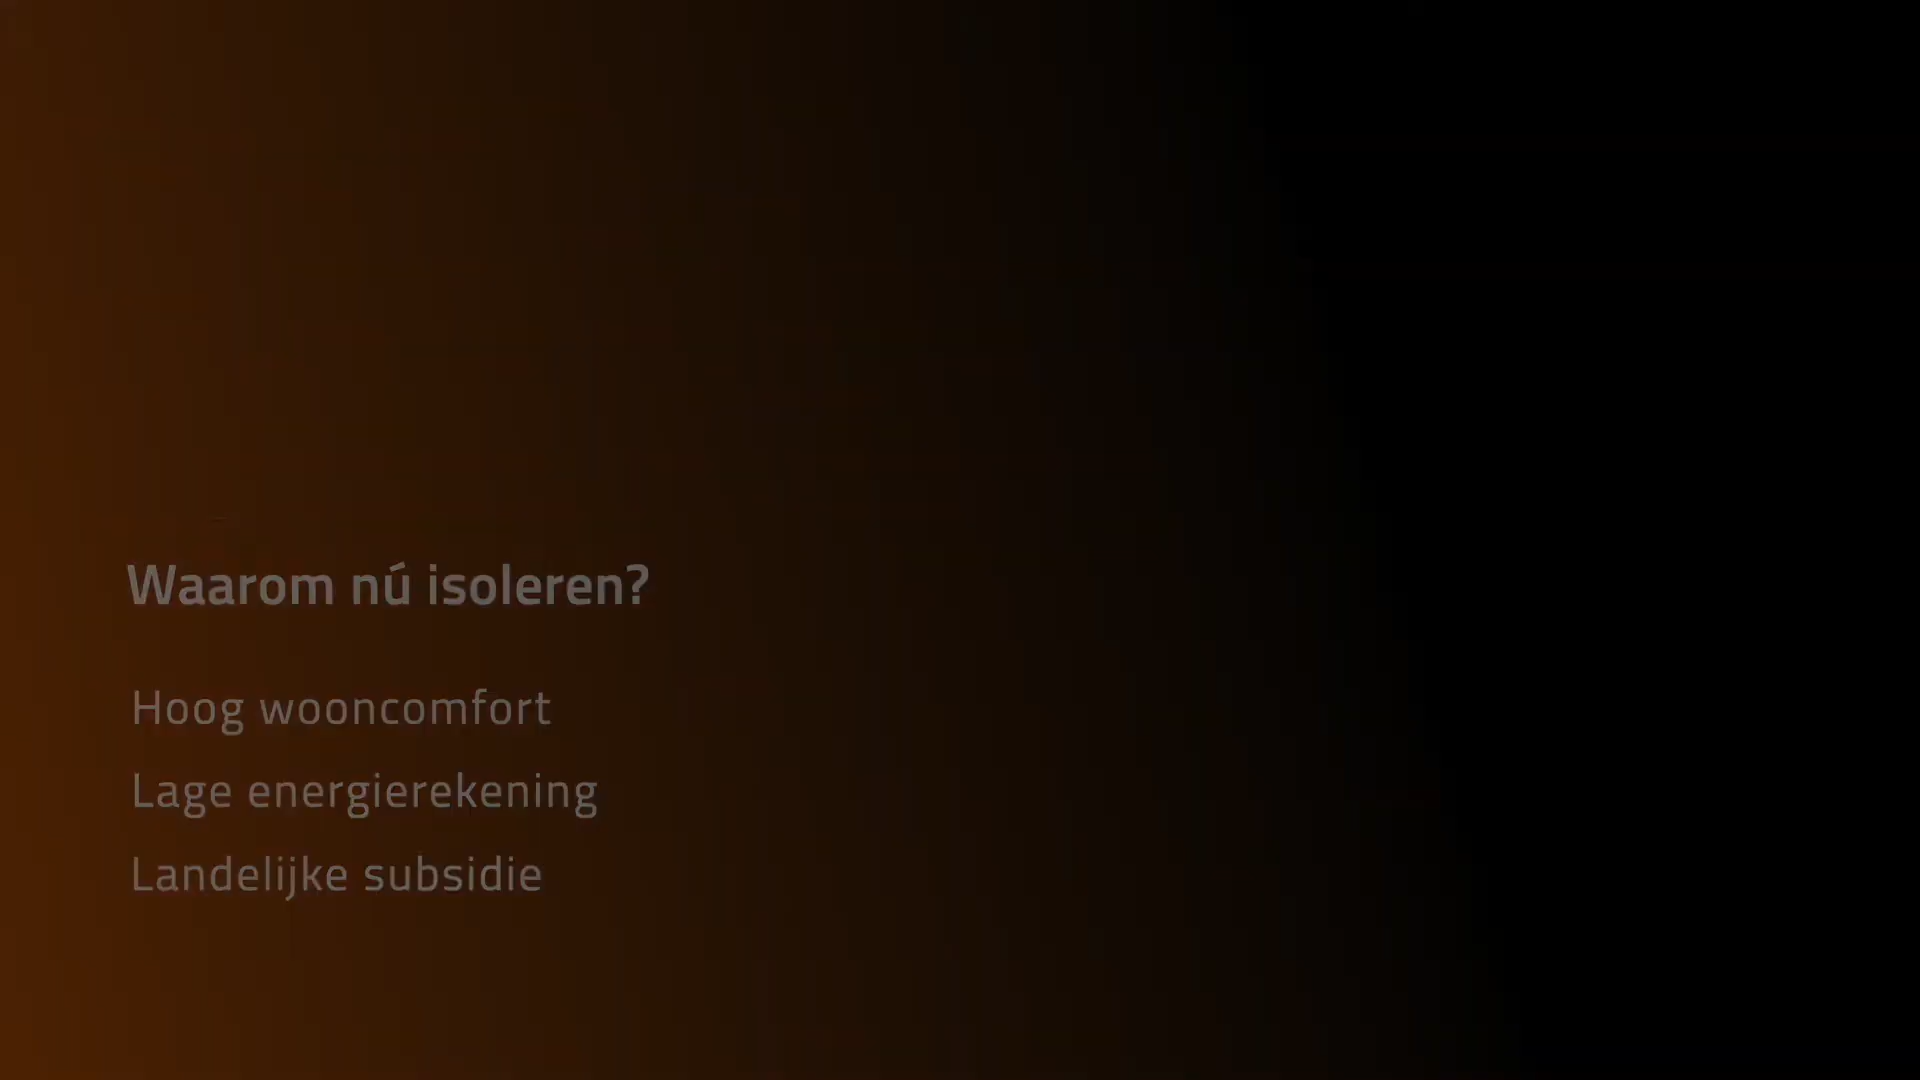 Waarom nú isoleren?
Hoog wooncomfort
Lage energierekening
Landelijke subsidie